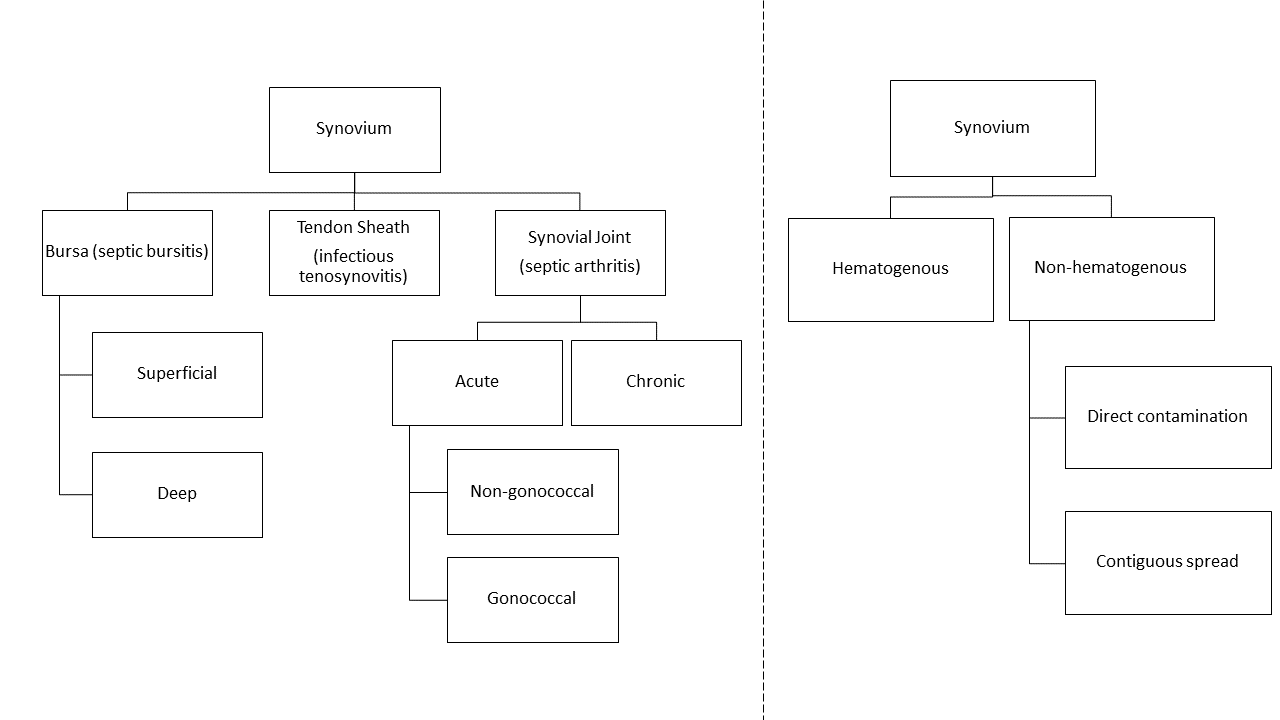 Synovium
Bursa (septic bursitis)
Tendon Sheath
(infectious
tenosynovitis)
Synovial Joint
(septic arthritis)
Superficial
Deep
Acute
Chronic
Non-gonococcal
Gonococcal
Synovium
Hematogenous
Non-hematogenous
Direct contamination
Contiguous spread